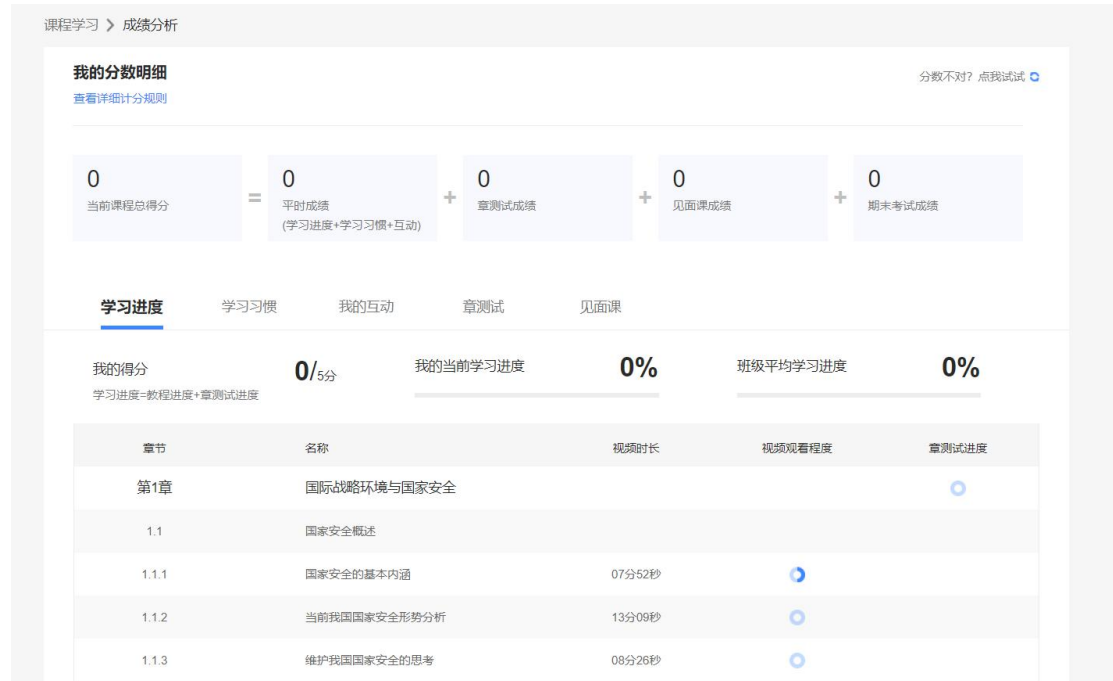 课程学习 > 成绩分析
我的分数明细
分数不对？点我试试
查看详细计分规则
0 = 0 + 0 + 0 + 0
当前课程总得分 平时成绩 章测试成绩 见面课成绩 期末考试成绩
(学习进度+学习习惯+互动)
学习进度 学习习惯 我的互动 章测试 见面课
我的得分 0/5分 我的当前学习进度 0% 班级平均学习进度 0%
学习进度=教程进度+章测试进度
章节 名称 视频时长 视频观看程度 章测试进度
第1章 国际战略环境与国家安全
1.1 国家安全概述
1.1.1 国家安全的基本内涵 07分52秒
1.1.2 当前我国国家安全形势分析 13分09秒
1.1.3 维护我国国家安全的思考 08分26秒